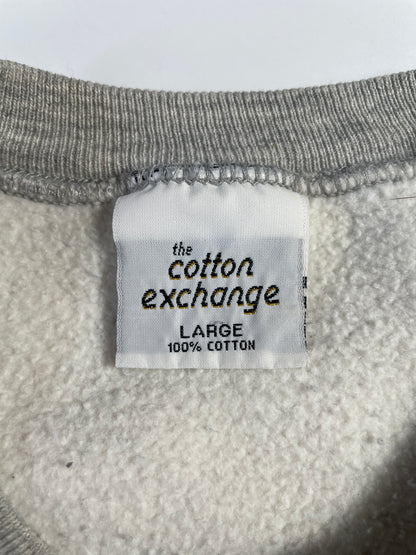 the
cotton
exchange
LARGE
100% COTTON